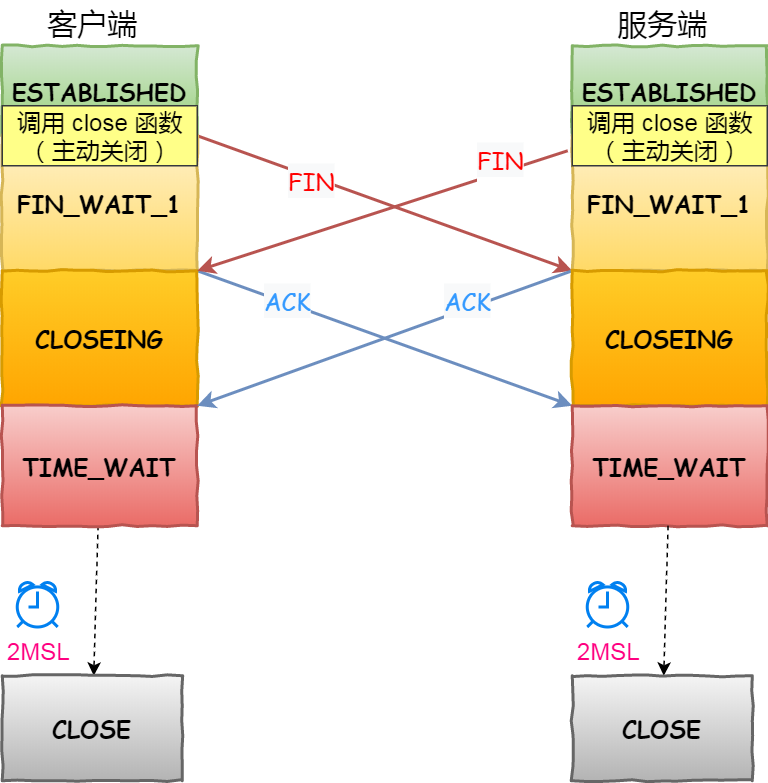 客户端
服务端
ESTABLISHED
ESTABLISHED
调用 close 函数
（主动关闭）
调用 close 函数
（主动关闭）
FIN
FIN
FIN_WAIT_1
FIN_WAIT_1
ACK
ACK
CLOSEING
CLOSEING
TIME_WAIT
TIME_WAIT
2MSL
2MSL
CLOSE
CLOSE